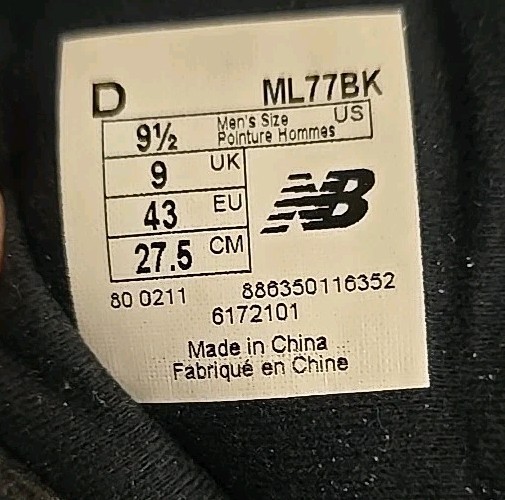 D ML77BK
9½ Men's Size US
Pointure Hommes
9 UK
43 EU
27.5 CM
NB
80 0211 886350116352
6172101
Made in China
Fabriqué en Chine